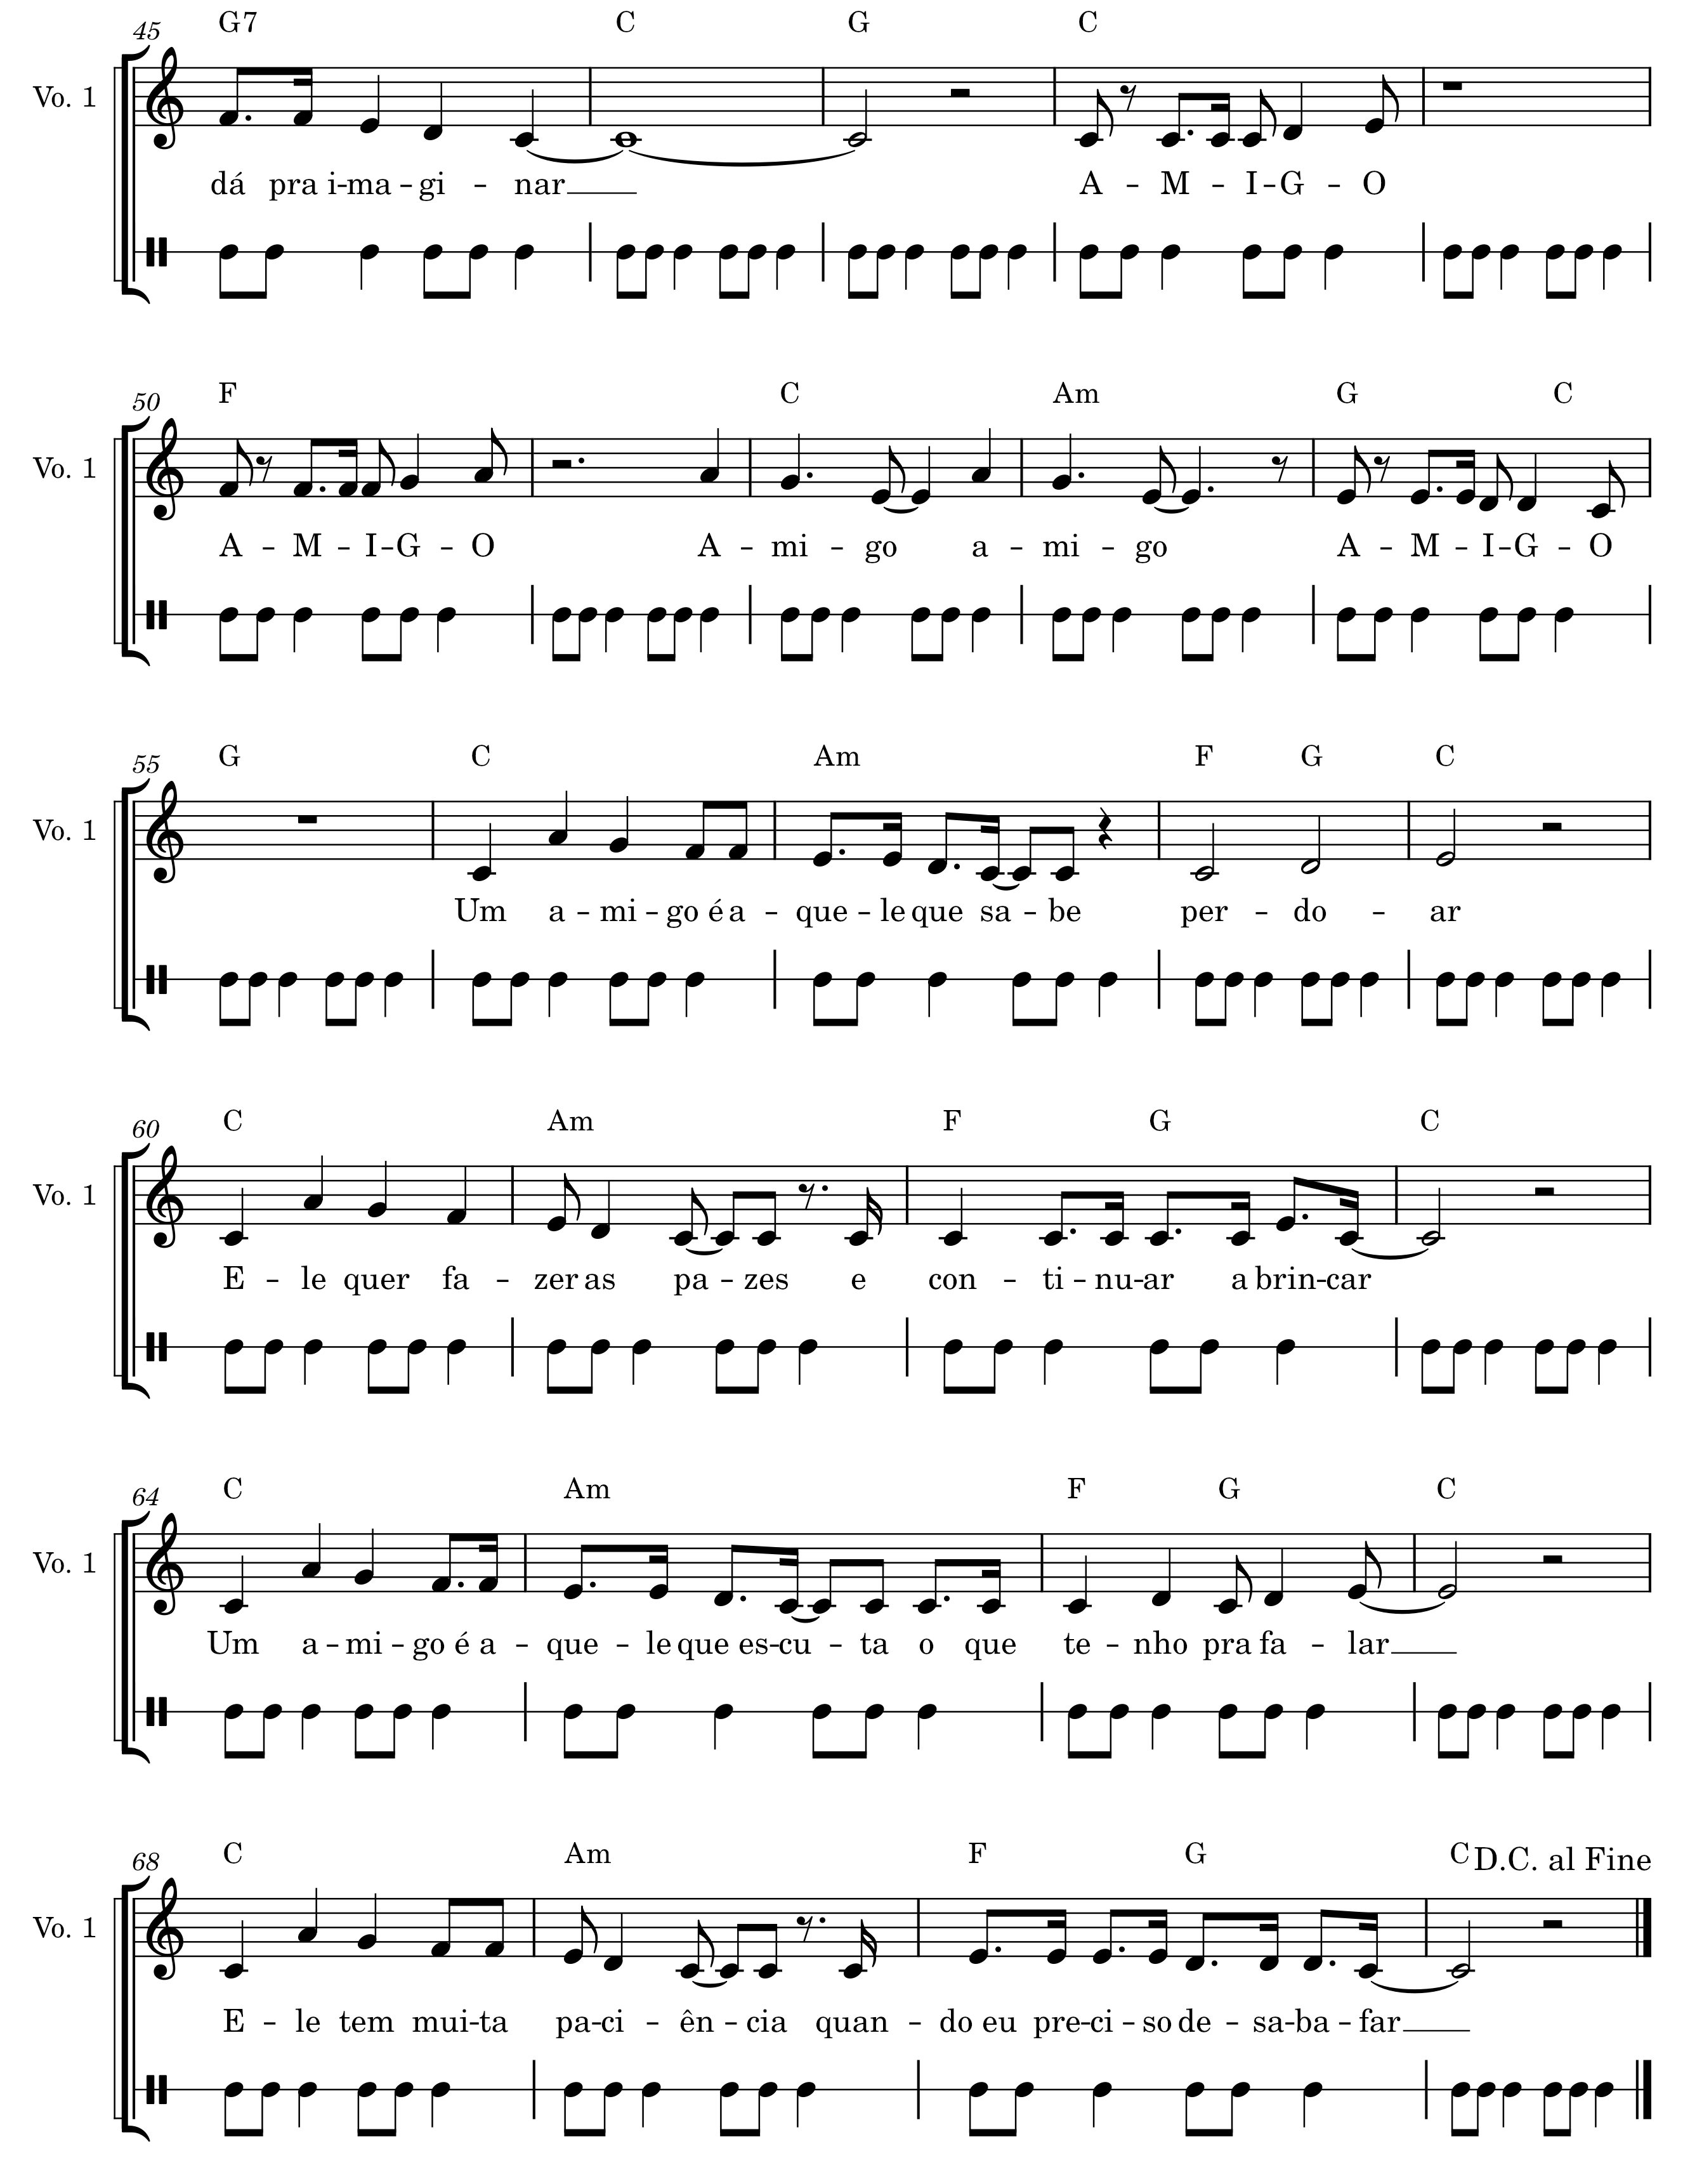 45 G7 C G C
Vo. 1
dá pra i-ma - gi - nar A - M - I - G - O
50 F C Am G C
Vo. 1
A - M - I - G - O A - mi - go a - mi - go A - M - I - G - O
55 G C Am F G C
Vo. 1
Um a - mi - go é a - que - le que sa - be per - do - ar
60 C Am F G C
Vo. 1
E - le quer fa - zer as pa - zes e con - ti - nu-ar a brin-car
64 C Am F G C
Vo. 1
Um a - mi - go é a - que - le que es-cu - ta o que te - nho pra fa - lar
68 C Am F G C D.C. al Fine
Vo. 1
E - le tem mui-ta pa-ci - ên - cia quan - do eu pre-ci - so de - sa-ba - far